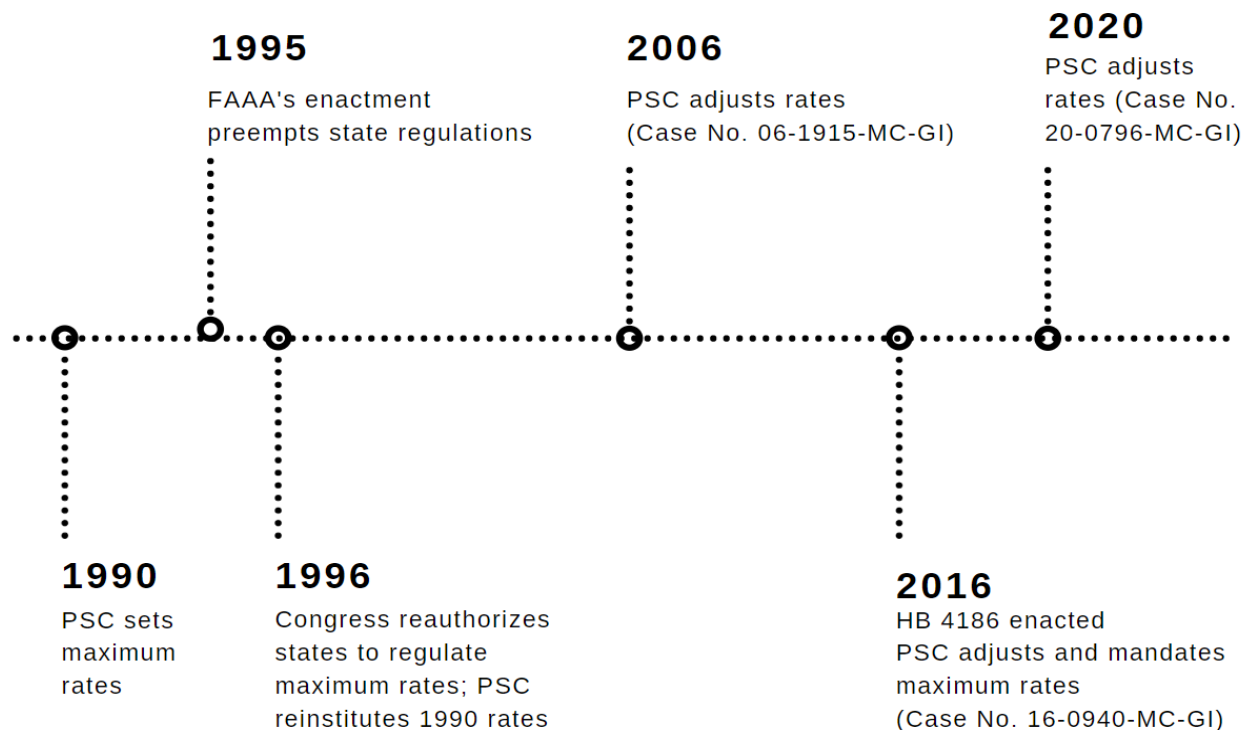 1995
FAAA's enactment
preempts state regulations
2006
PSC adjusts rates
(Case No. 06-1915-MC-GI)
2020
PSC adjusts
rates (Case No.
20-0796-MC-GI)
1990
PSC sets
maximum
rates
1996
Congress reauthorizes
states to regulate
maximum rates; PSC
reinstitutes 1990 rates
2016
HB 4186 enacted
PSC adjusts and mandates
maximum rates
(Case No. 16-0940-MC-GI)